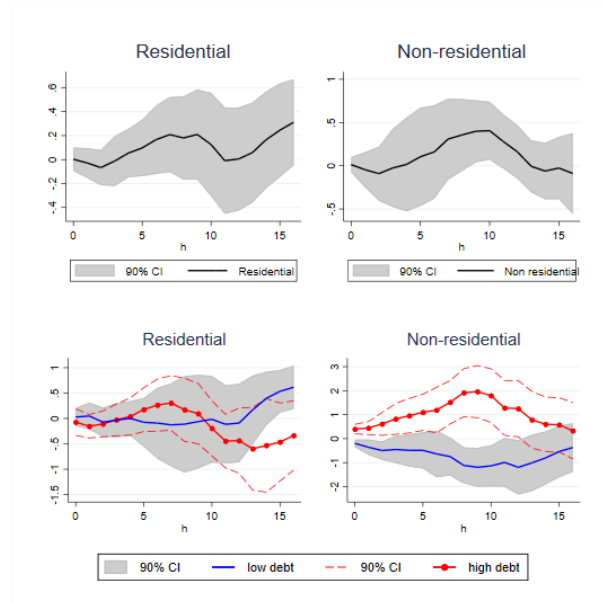 Residential
Non-residential
.6
.4
.2
0
-.2
-.4
0 5 10 15
h
1
.5
0
-.5
0 5 10 15
h
90% CI Residential
90% CI Non residential
Residential
Non-residential
1
.5
0
-.5
-1
-1.5
0 5 10 15
h
3
2
1
0
-1
-2
0 5 10 15
h
90% CI low debt 90% CI high debt